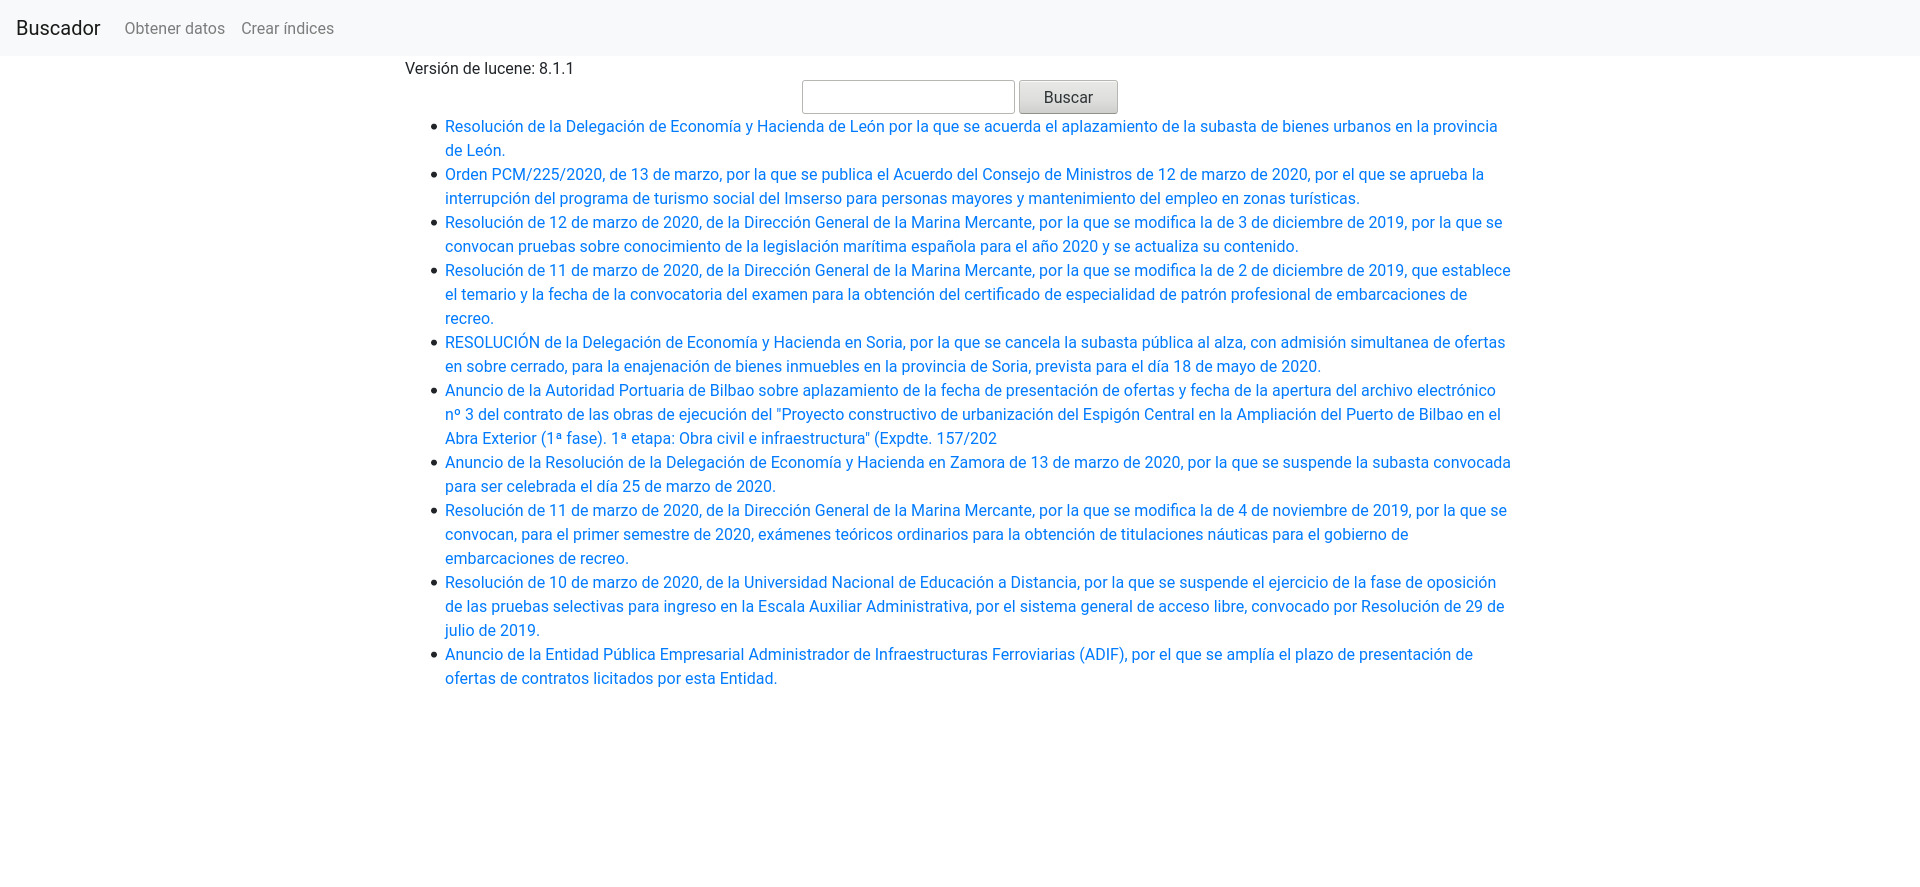 Buscador Obtener datos Crear índices
Versión de lucene: 8.1.1
Buscar
Resolución de la Delegación de Economía y Hacienda de León por la que se acuerda el aplazamiento de la subasta de bienes urbanos en la provincia
de León.
Orden PCM/225/2020, de 13 de marzo, por la que se publica el Acuerdo del Consejo de Ministros de 12 de marzo de 2020, por el que se aprueba la
interrupción del programa de turismo social del Imserso para personas mayores y mantenimiento del empleo en zonas turísticas.
Resolución de 12 de marzo de 2020, de la Dirección General de la Marina Mercante, por la que se modifica la de 3 de diciembre de 2019, por la que se
convocan pruebas sobre conocimiento de la legislación marítima española para el año 2020 y se actualiza su contenido.
Resolución de 11 de marzo de 2020, de la Dirección General de la Marina Mercante, por la que se modifica la de 2 de diciembre de 2019, que establece
el temario y la fecha de la convocatoria del examen para la obtención del certificado de especialidad de patrón profesional de embarcaciones de
recreo.
RESOLUCIÓN de la Delegación de Economía y Hacienda en Soria, por la que se cancela la subasta pública al alza, con admisión simultanea de ofertas
en sobre cerrado, para la enajenación de bienes inmuebles en la provincia de Soria, prevista para el día 18 de mayo de 2020.
Anuncio de la Autoridad Portuaria de Bilbao sobre aplazamiento de la fecha de presentación de ofertas y fecha de la apertura del archivo electrónico
nº 3 del contrato de las obras de ejecución del "Proyecto constructivo de urbanización del Espigón Central en la Ampliación del Puerto de Bilbao en el
Abra Exterior (1ª fase). 1ª etapa: Obra civil e infraestructura" (Expdte. 157/202
Anuncio de la Resolución de la Delegación de Economía y Hacienda en Zamora de 13 de marzo de 2020, por la que se suspende la subasta convocada
para ser celebrada el día 25 de marzo de 2020.
Resolución de 11 de marzo de 2020, de la Dirección General de la Marina Mercante, por la que se modifica la de 4 de noviembre de 2019, por la que se
convocan, para el primer semestre de 2020, exámenes teóricos ordinarios para la obtención de titulaciones náuticas para el gobierno de
embarcaciones de recreo.
Resolución de 10 de marzo de 2020, de la Universidad Nacional de Educación a Distancia, por la que se suspende el ejercicio de la fase de oposición
de las pruebas selectivas para ingreso en la Escala Auxiliar Administrativa, por el sistema general de acceso libre, convocado por Resolución de 29 de
julio de 2019.
Anuncio de la Entidad Pública Empresarial Administrador de Infraestructuras Ferroviarias (ADIF), por el que se amplía el plazo de presentación de
ofertas de contratos licitados por esta Entidad.